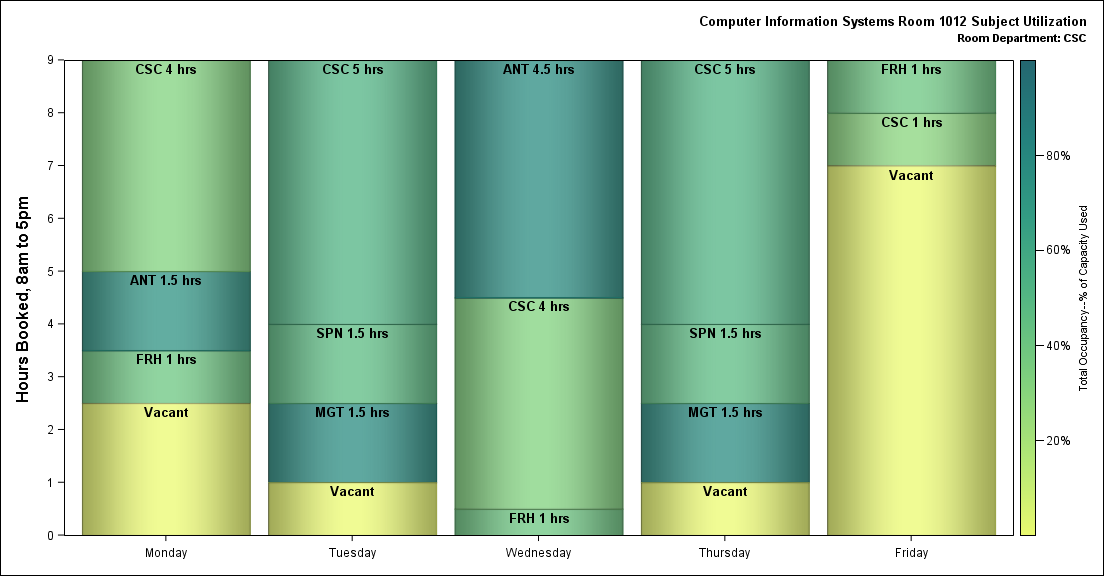 Computer Information Systems Room 1012 Subject Utilization
Room Department: CSC
Hours Booked, 8am to 5pm
9
8
7
6
5
4
3
2
1
0
CSC 4 hrs
ANT 1.5 hrs
FRH 1 hrs
Vacant
CSC 5 hrs
SPN 1.5 hrs
MGT 1.5 hrs
Vacant
ANT 4.5 hrs
CSC 4 hrs
FRH 1 hrs
CSC 5 hrs
SPN 1.5 hrs
MGT 1.5 hrs
Vacant
FRH 1 hrs
CSC 1 hrs
Vacant
Monday
Tuesday
Wednesday
Thursday
Friday
80%
60%
40%
20%
Total Occupancy--% of Capacity Used